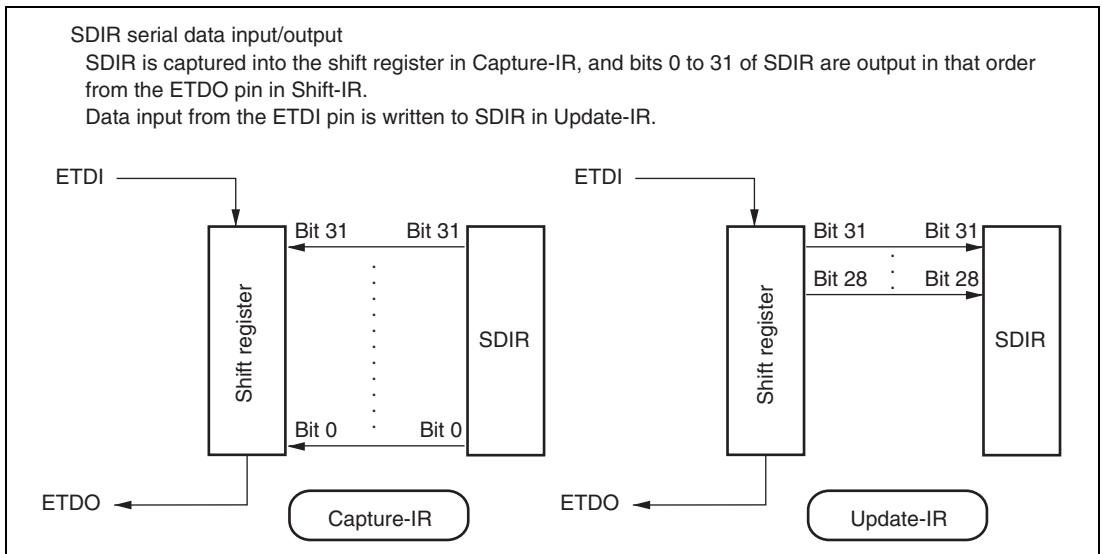 SDIR serial data input/output
SDIR is captured into the shift register in Capture-IR, and bits 0 to 31 of SDIR are output in that order
from the ETDO pin in Shift-IR.
Data input from the ETDI pin is written to SDIR in Update-IR.
ETDI
Bit 31 Bit 31
Shift register
SDIR
Bit 0 Bit 0
ETDO
Capture-IR
ETDI
Bit 31 Bit 31
Bit 28 Bit 28
Shift register
SDIR
ETDO
Update-IR